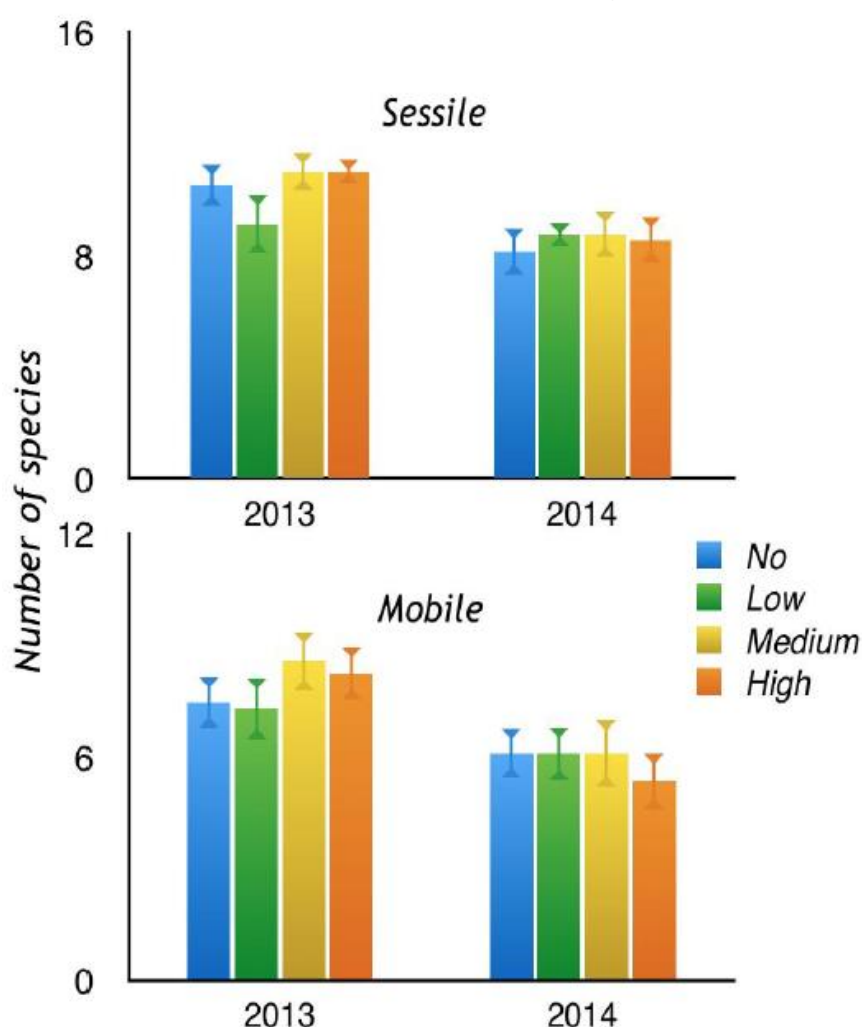 Number of species
16
8
0
Sessile
2013 2014
12
6
0
Mobile
No
Low
Medium
High
2013 2014